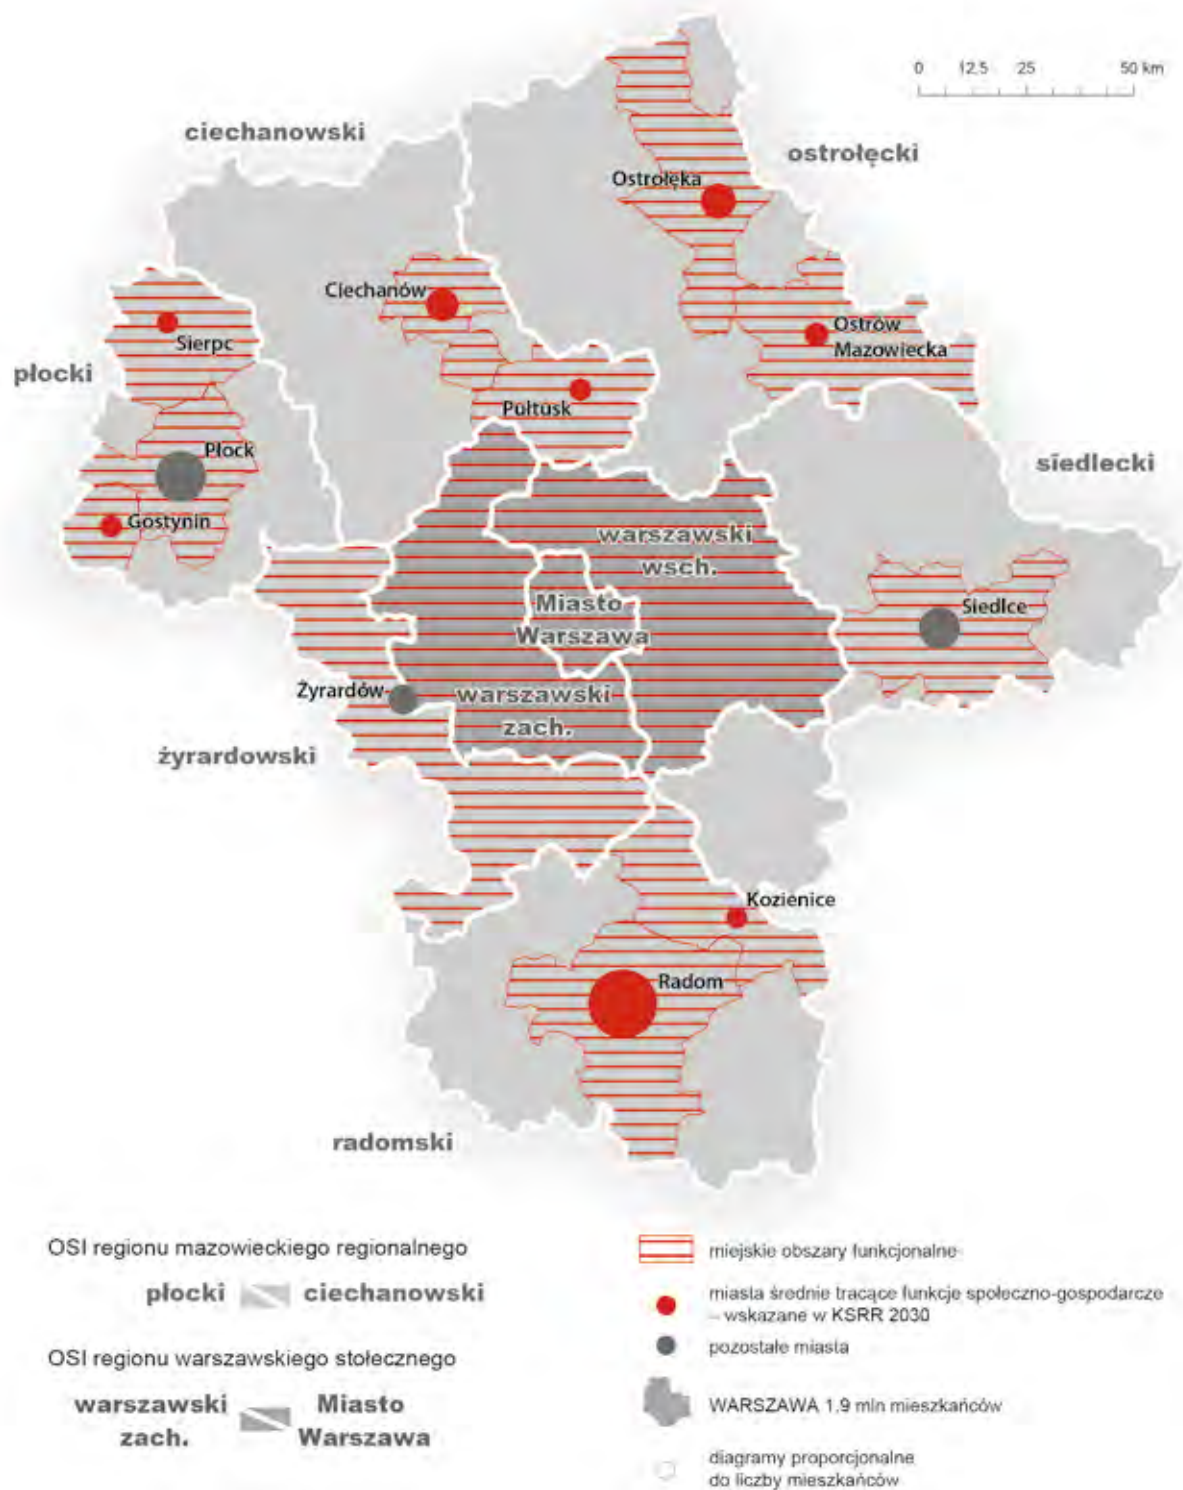 0 12,5 25 50 km
ciechanowski
ostrołęcki
Ostrołęka
Ciechanów
Sierpc
Ostrów
Mazowiecka
płocki
Pułtusk
Płock
siedlecki
Gostynin
warszawski
wsch.
Miasto
Warszawa
Siedlce
Żyrardów
warszawski
zach.
żyrardowski
Kozienice
Radom
radomski
OSI regionu mazowieckiego regionalnego
płocki ciechanowski
OSI regionu warszawskiego stołecznego
warszawski
zach.
Miasto
Warszawa
miejskie obszary funkcjonalne
miasta średnie tracące funkcje społeczno-gospodarcze
– wskazane w KSRR 2030
pozostałe miasta
WARSZAWA 1,9 mln mieszkańców
diagramy proporcjonalne
do liczby mieszkańców